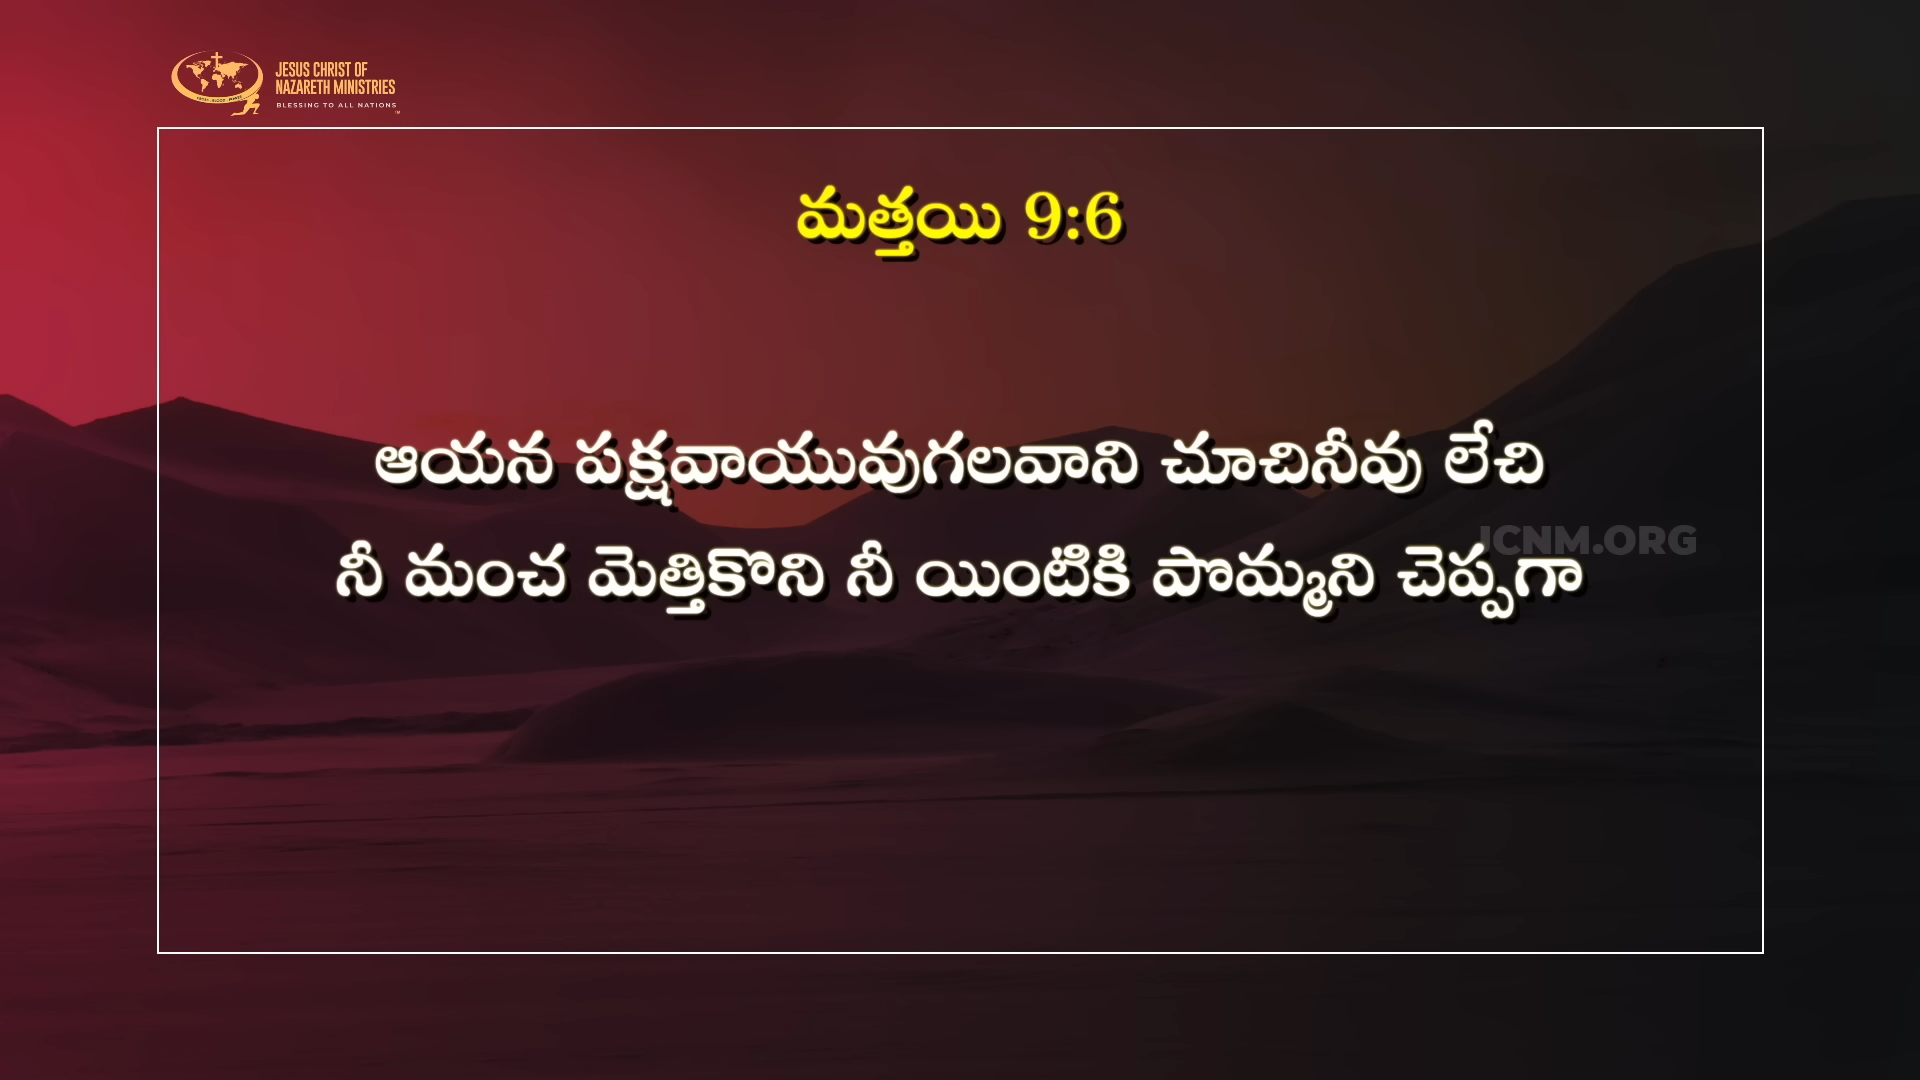 JESUS CHRIST OF
NAZARETH MINISTRIES
BLESSING TO ALL NATIONS
మత్తయి 9:6
ఆయన పక్షవాయువుగలవాని చూచినీవు లేచి
JCNM.ORG
నీ మంచ మెత్తికొని నీ యింటికి పొమ్మని చెప్పగా